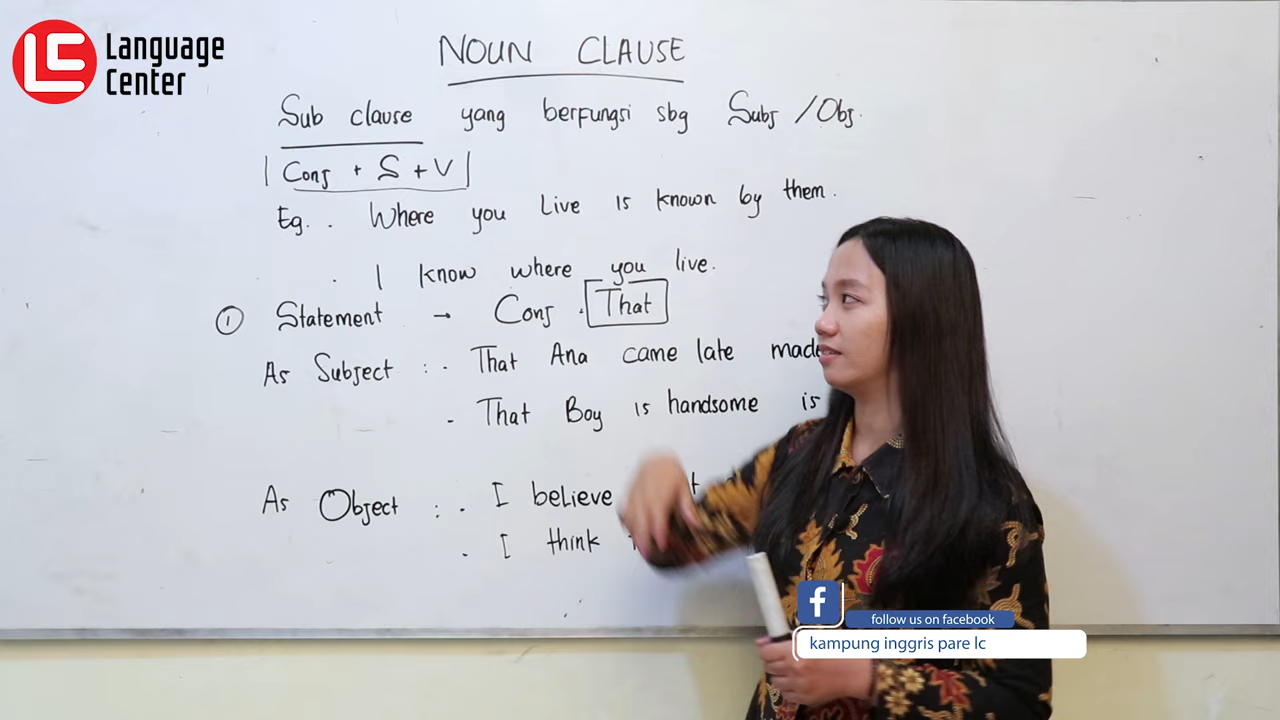 LC Language
Center
NOUN CLAUSE
Sub clause yang berfungsi sbg Subj / Obj.
Conj + S + V
Eg. . Where you Live is known by them.
. I know where you live.
① Statement → Conj . That
As Subject : . That Ana came late made
- That Boy is handsome is
As Object : . I believe
. I think
f
follow us on facebook
kampung inggris pare lc